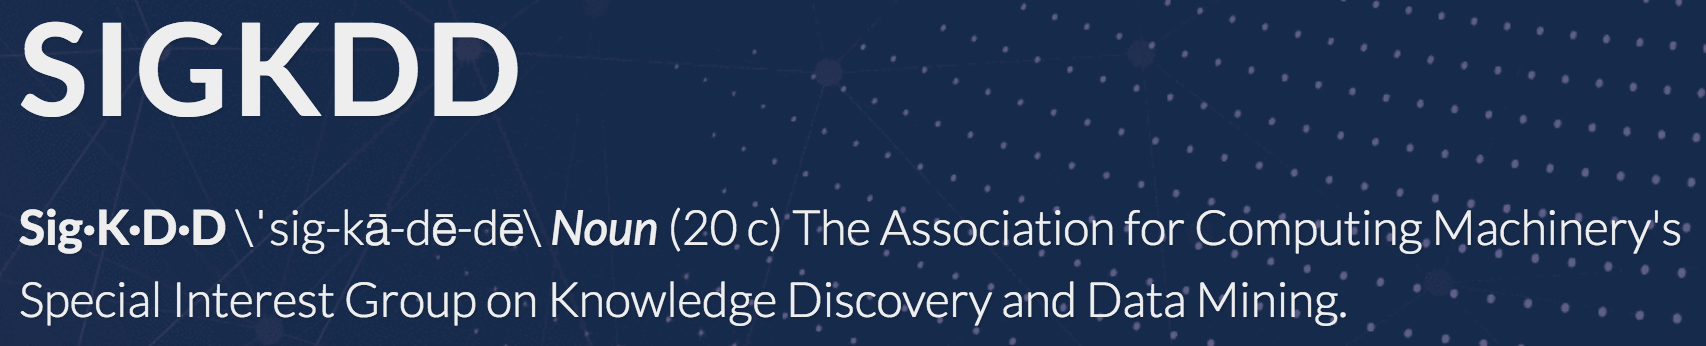 SIGKDD
Sig•K•D•D \ˈsig-kā-dē-dē\ Noun (20 c) The Association for Computing Machinery's
Special Interest Group on Knowledge Discovery and Data Mining.